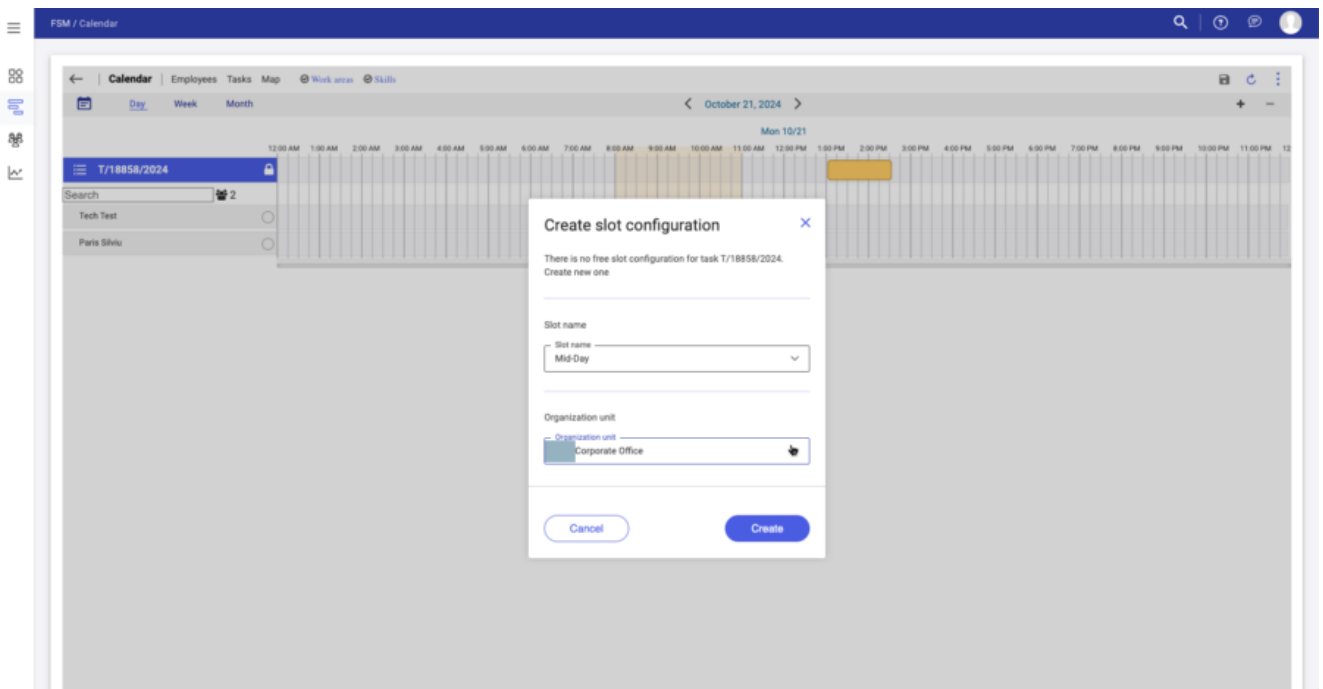 FSM / Calendar
Calendar Employees Tasks Map Work areas Skills
Day Week Month October 21, 2024
Mon 10/21
12:00 AM 1:00 AM 2:00 AM 3:00 AM 4:00 AM 5:00 AM 6:00 AM 7:00 AM 8:00 AM 9:00 AM 10:00 AM 11:00 AM 12:00 PM 1:00 PM 2:00 PM 3:00 PM 4:00 PM 5:00 PM 6:00 PM 7:00 PM 8:00 PM 9:00 PM 10:00 PM 11:00 PM 12
T/18858/2024
Search 2
Tech Test
Paris Silviu
Create slot configuration
There is no free slot configuration for task T/18858/2024.
Create new one
Slot name
Slot name
Mid-Day
Organization unit
Organization unit
Corporate Office
Cancel Create